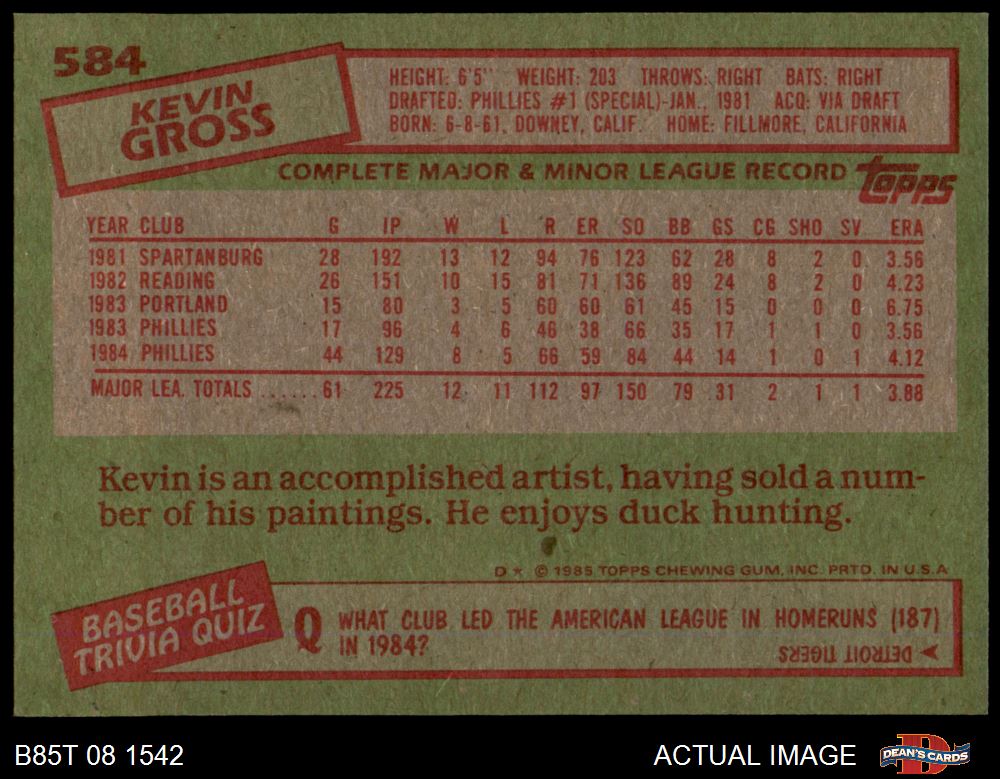 584
KEVIN
GROSS
HEIGHT: 6'5" WEIGHT: 203 THROWS: RIGHT BATS: RIGHT
DRAFTED: PHILLIES #1 (SPECIAL)-JAN., 1981 ACQ: VIA DRAFT
BORN: 6-8-61, DOWNEY, CALIF. HOME: FILLMORE, CALIFORNIA
COMPLETE MAJOR & MINOR LEAGUE RECORD topps
YEAR CLUB G IP W L R ER SO BB GS CG SHO SV ERA
1981 SPARTANBURG 28 192 13 12 94 76 123 62 28 8 2 0 3.56
1982 READING 26 151 10 15 81 71 136 89 24 8 2 0 4.23
1983 PORTLAND 15 80 3 5 60 60 61 45 15 0 0 0 6.75
1983 PHILLIES 17 96 4 6 46 38 66 35 17 1 1 0 3.56
1984 PHILLIES 44 129 8 5 66 59 84 44 14 1 0 1 4.12
MAJOR LEA. TOTALS ...... 61 225 12 11 112 97 150 79 31 2 1 1 3.88
Kevin is an accomplished artist, having sold a num-
ber of his paintings. He enjoys duck hunting.
D* © 1985 TOPPS CHEWING GUM, INC. PRTD. IN U.S.A
BASEBALL
TRIVIA QUIZ
Q WHAT CLUB LED THE AMERICAN LEAGUE IN HOMERUNS (187)
IN 1984?
DETROIT TIGERS
B85T 08 1542 ACTUAL IMAGE D DEAN'S CARDS